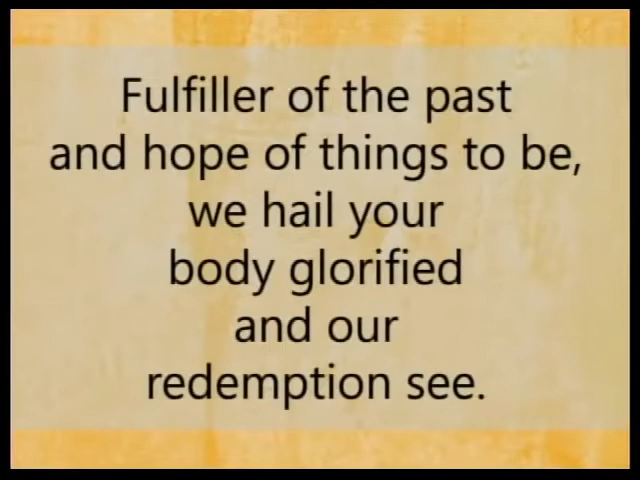 Fulfiller of the past
and hope of things to be,
we hail your
body glorified
and our
redemption see.